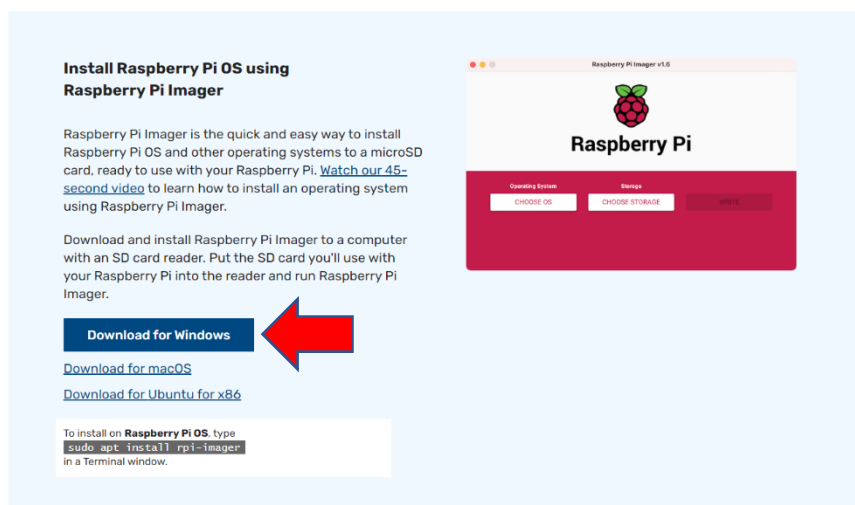 Install Raspberry Pi OS using
Raspberry Pi Imager
Raspberry Pi Imager is the quick and easy way to install
Raspberry Pi OS and other operating systems to a microSD
card, ready to use with your Raspberry Pi. Watch our 45-
second video to learn how to install an operating system
using Raspberry Pi Imager.
Download and install Raspberry Pi Imager to a computer
with an SD card reader. Put the SD card you'll use with
your Raspberry Pi into the reader and run Raspberry Pi
Imager.
Download for Windows
Download for macOS
Download for Ubuntu for x86
To install on Raspberry Pi OS, type
sudo apt install rpi-imager
in a Terminal window.
Raspberry Pi Imager v1.6
Raspberry Pi
Operating System
Storage
CHOOSE OS
CHOOSE STORAGE
WRITE